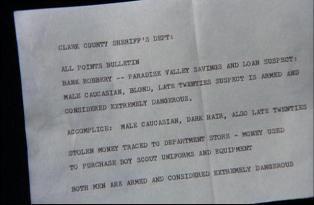 CLARK COUNTY SHERIFF'S DEPT:
ALL POINTS BULLETIN
BANK ROBBERY -- PARADISE VALLEY SAVINGS AND LOAN SUSPECT:
MALE CAUCASIAN, BLOND, LATE TWENTIES SUSPECT IS ARMED AND
CONSIDERED EXTREMELY DANGEROUS.
ACCOMPLICE: MALE CAUCASIAN, DARK HAIR, ALSO LATE TWENTIES
STOLEN MONEY TRACED TO DEPARTMENT STORE - MONEY USED
TO PURCHASE BOY SCOUT UNIFORMS AND EQUIPMENT
BOTH MEN ARE ARMED AND CONSIDERED EXTREMELY DANGEROUS